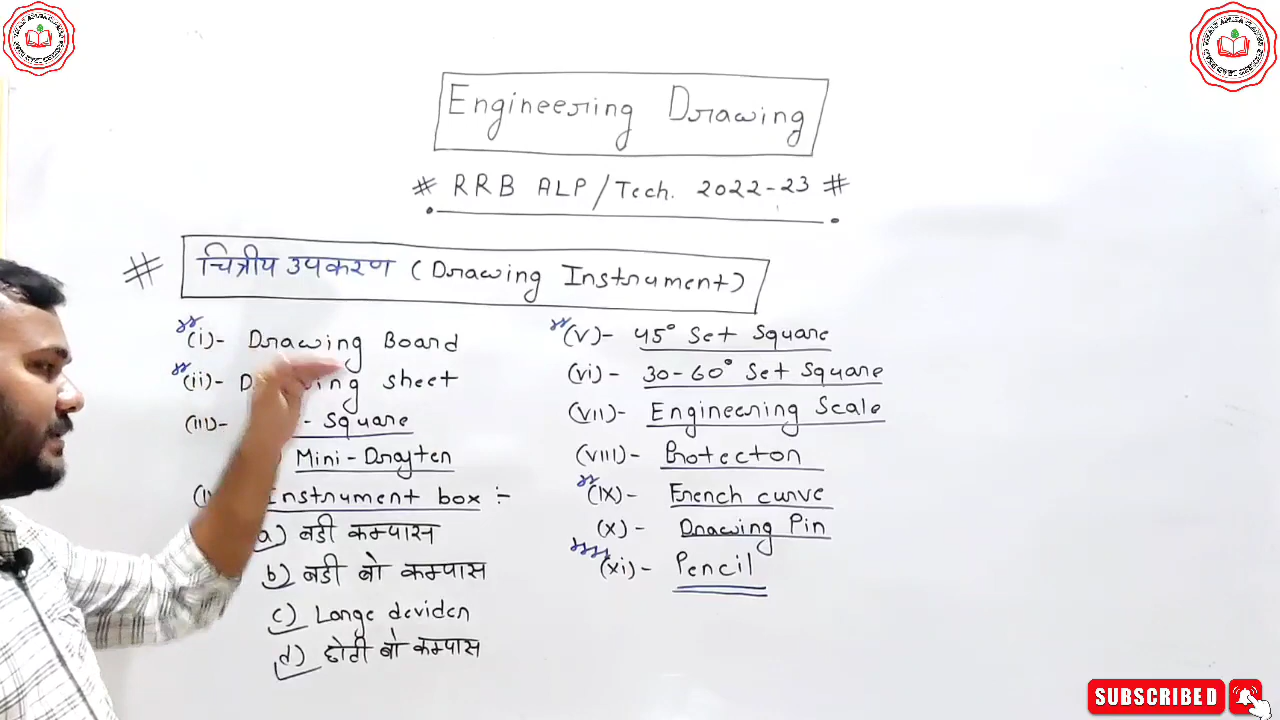 Engineering Drawing
# RRB ALP/Tech. 2022-23 #
# चित्रीय उपकरण (Drawing Instrument)
(i)- Drawing Board
(ii)- D ing sheet
(III)- - Square
Mini-Drayter
Instrument box :-
a) बडी कम्पास
b) बडी बो कम्पास
c) Large devider
d) छोटी बो कम्पास
(V)- 45° Set Square
(vi)- 30-60° Set Square
(VII)- Engineering Scale
(VIII)- Protector
(IX)- French curve
(X)- Drawing Pin
(xi)- Pencil
SUBSCRIBED